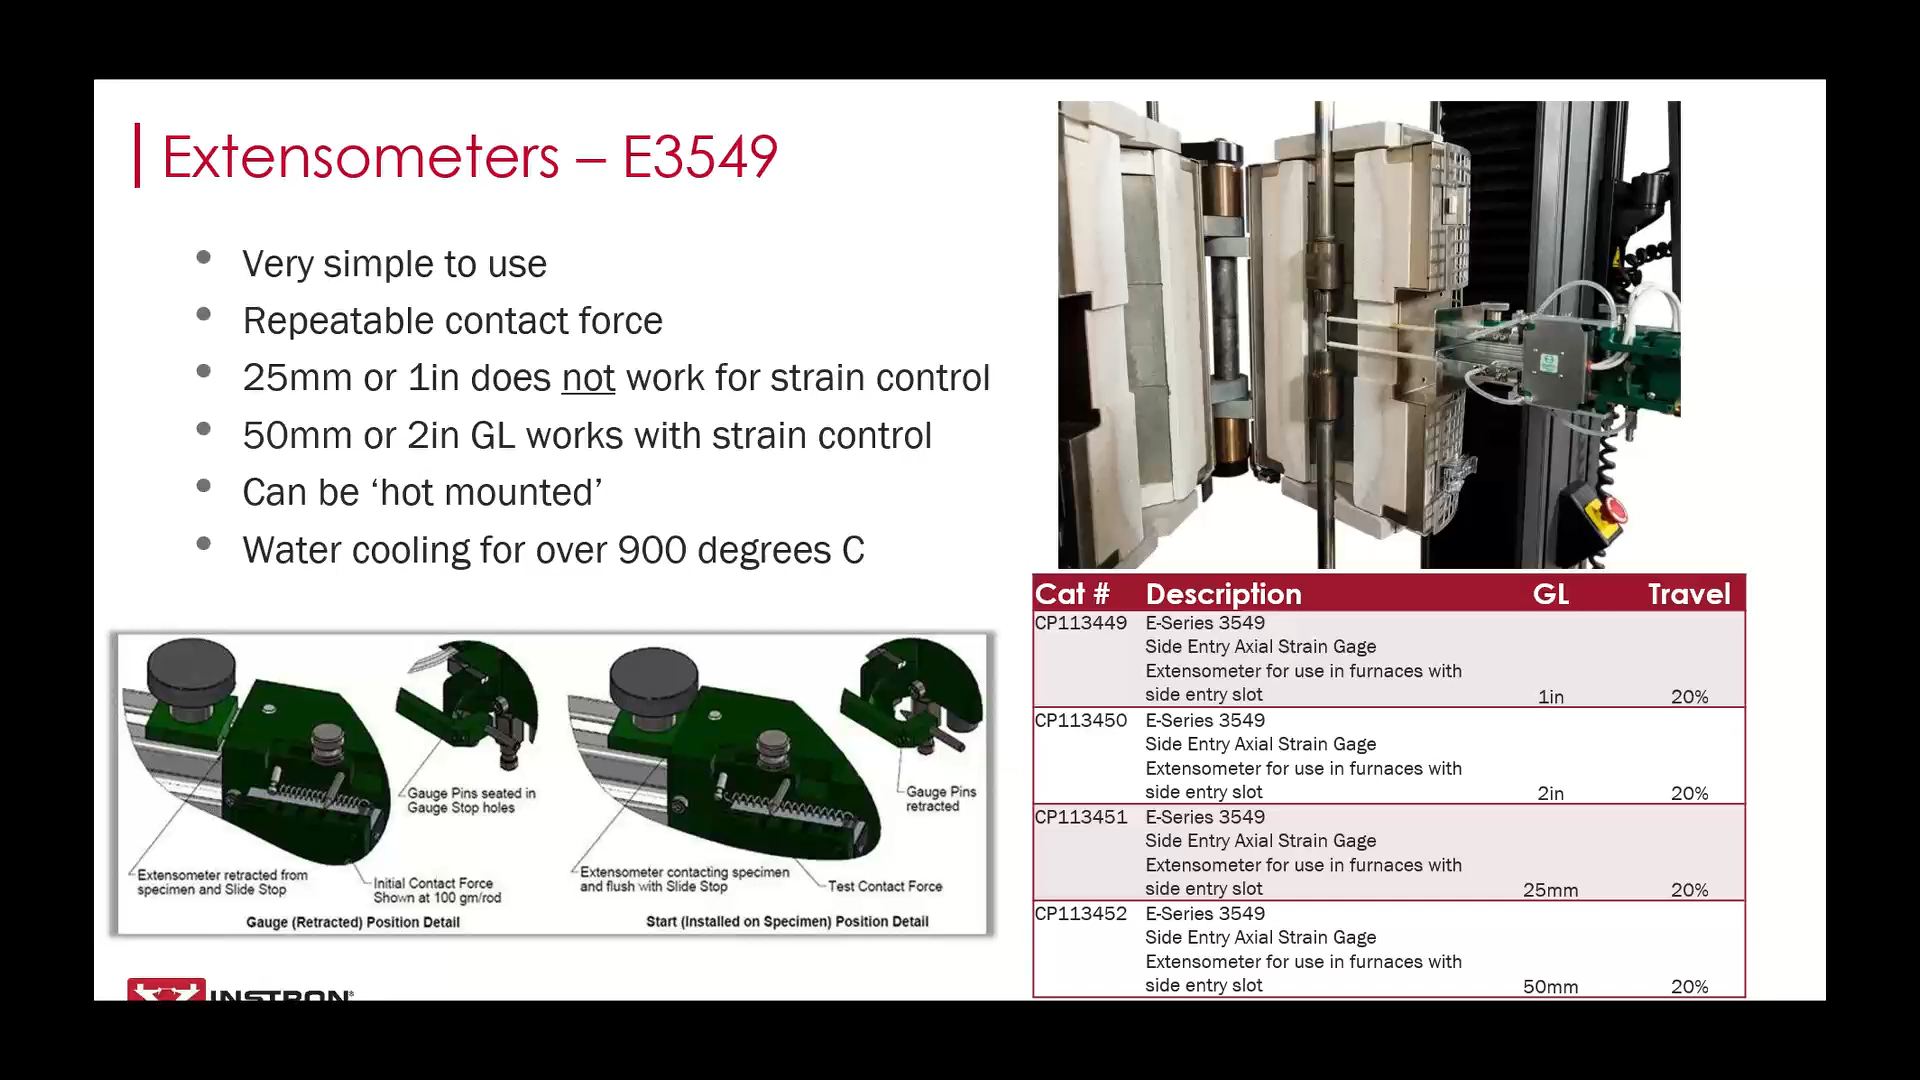 Extensometers – E3549
• Very simple to use
• Repeatable contact force
• 25mm or 1in does not work for strain control
• 50mm or 2in GL works with strain control
• Can be ‘hot mounted’
• Water cooling for over 900 degrees C
Gauge Pins seated in
Gauge Stop holes
Extensometer retracted from
specimen and Slide Stop
Initial Contact Force
Shown at 100 gm/rod
Gauge (Retracted) Position Detail
Gauge Pins
retracted
Extensometer contacting specimen
and flush with Slide Stop
Test Contact Force
Start (Installed on Specimen) Position Detail
Cat # Description GL Travel
CP113449 E-Series 3549
Side Entry Axial Strain Gage
Extensometer for use in furnaces with
side entry slot 1in 20%
CP113450 E-Series 3549
Side Entry Axial Strain Gage
Extensometer for use in furnaces with
side entry slot 2in 20%
CP113451 E-Series 3549
Side Entry Axial Strain Gage
Extensometer for use in furnaces with
side entry slot 25mm 20%
CP113452 E-Series 3549
Side Entry Axial Strain Gage
Extensometer for use in furnaces with
side entry slot 50mm 20%
INSTRON®